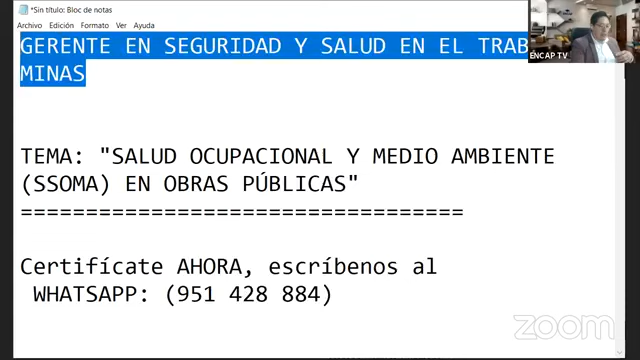 *Sin título: Bloc de notas
Archivo Edición Formato Ver Ayuda
GERENTE EN SEGURIDAD Y SALUD EN EL TRAB
MINAS
ENCAP TV
TEMA: "SALUD OCUPACIONAL Y MEDIO AMBIENTE
(SSOMA) EN OBRAS PÚBLICAS"
==================================
Certifícate AHORA, escríbenos al
WHATSAPP: (951 428 884)
zoom